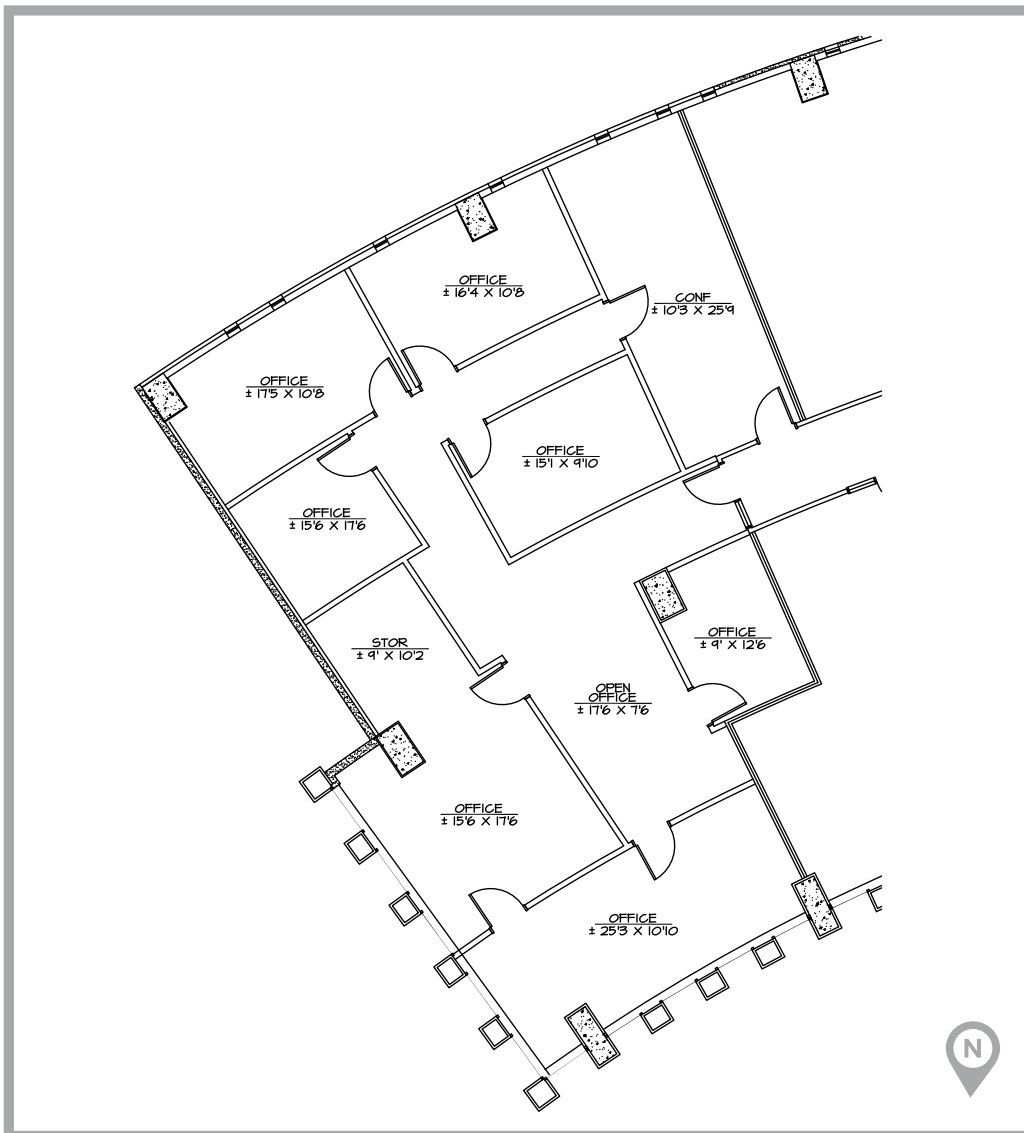 OFFICE
± 16'4 X 10'8
CONF
± 10'3 X 25'9
OFFICE
± 17'5 X 10'8
OFFICE
± 15'1 X 9'10
OFFICE
± 15'6 X 17'6
OFFICE
± 9' X 12'6
STOR
± 9' X 10'2
OPEN
OFFICE
± 17'6 X 7'6
OFFICE
± 15'6 X 17'6
OFFICE
± 25'3 X 10'10
N